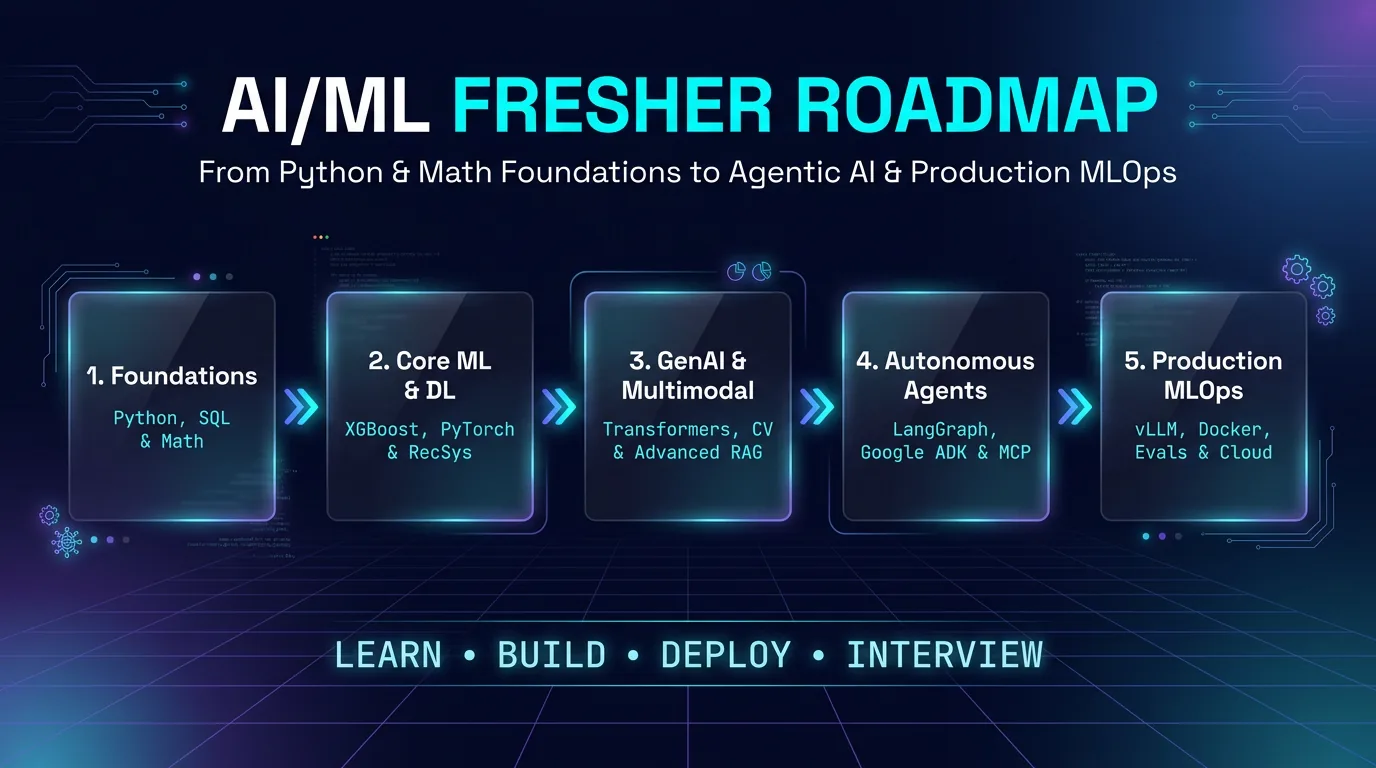 AI/ML FRESHER ROADMAP
From Python & Math Foundations to Agentic AI & Production MLOps
1. Foundations
Python, SQL
& Math
2. Core ML
& DL
XGBoost, PyTorch
& RecSys
3. GenAI &
Multimodal
Transformers, CV
& Advanced RAG
4. Autonomous
Agents
LangGraph,
Google ADK & MCP
5. Production
MLOps
vLLM, Docker,
Evals & Cloud
LEARN • BUILD • DEPLOY • INTERVIEW